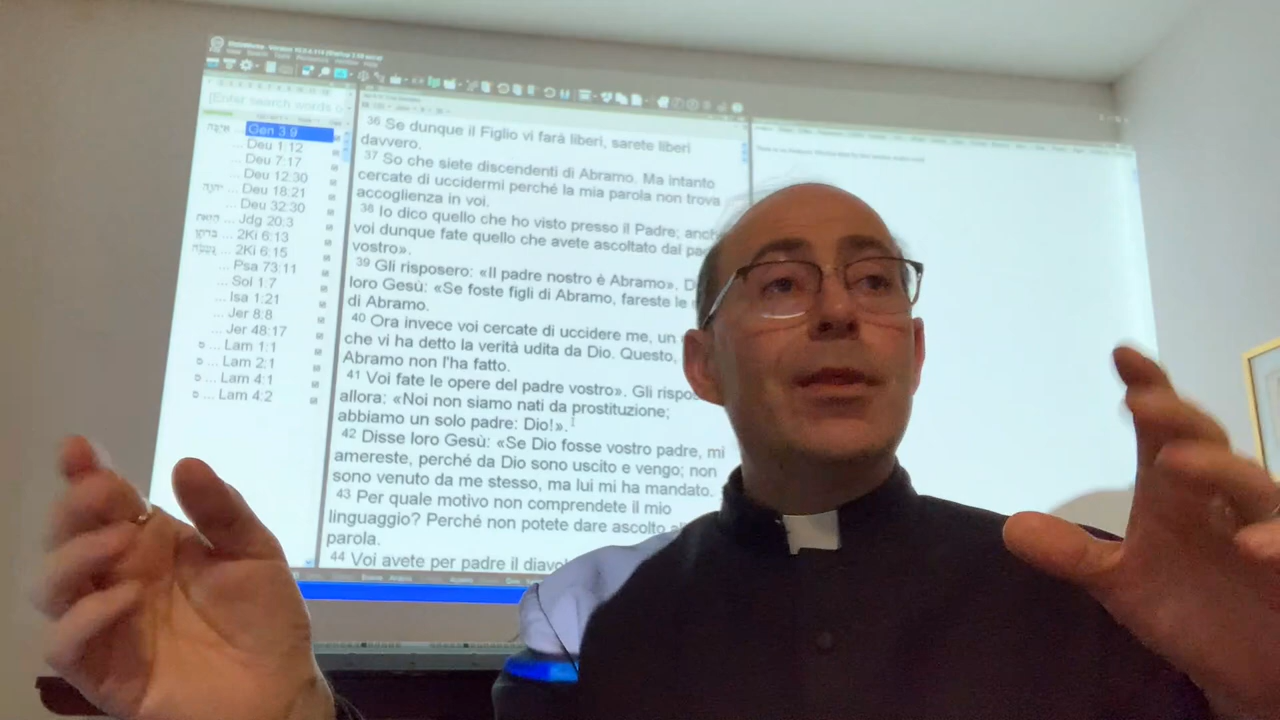 [Enter search words
Gen 3:9
... Deu 1:12
... Deu 7:17
... Deu 12:30
... Deu 18:21
... Deu 32:30
... Jdg 20:3
... 2Ki 6:13
... 2Ki 6:15
... Psa 73:11
... Sol 1:7
... Isa 1:21
... Jer 8:8
... Jer 48:17
... Lam 1:1
... Lam 2:1
... Lam 4:1
... Lam 4:2
36 Se dunque il Figlio vi farà liberi, sarete liberi
davvero.
37 So che siete discendenti di Abramo. Ma intanto
cercate di uccidermi perché la mia parola non trova
accoglienza in voi.
38 Io dico quello che ho visto presso il Padre; anch
voi dunque fate quello che avete ascoltato dal pa
vostro».
39 Gli risposero: «Il padre nostro è Abramo». D
loro Gesù: «Se foste figli di Abramo, fareste le
di Abramo.
40 Ora invece voi cercate di uccidere me, un
che vi ha detto la verità udita da Dio. Questo,
Abramo non l'ha fatto.
41 Voi fate le opere del padre vostro». Gli rispo
allora: «Noi non siamo nati da prostituzione;
abbiamo un solo padre: Dio!».
42 Disse loro Gesù: «Se Dio fosse vostro padre, mi
amereste, perché da Dio sono uscito e vengo; non
sono venuto da me stesso, ma lui mi ha mandato.
43 Per quale motivo non comprendete il mio
linguaggio? Perché non potete dare ascolto a
parola.
44 Voi avete per padre il diavol